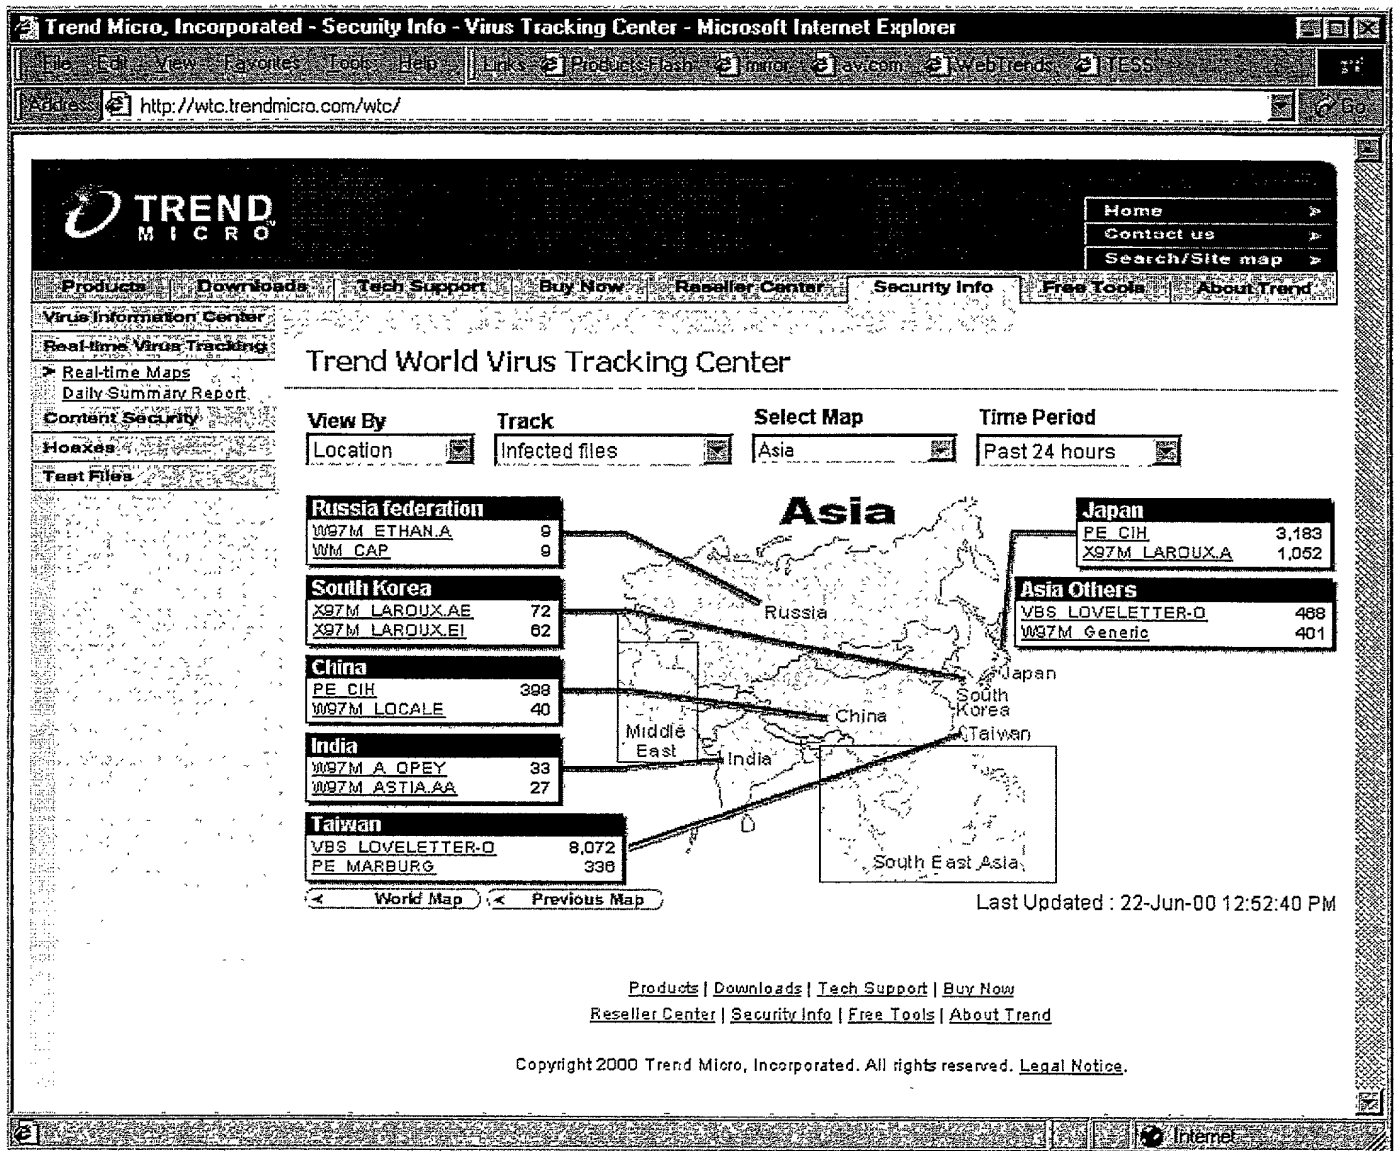 Trend Micro, Incorporated - Security Info - Virus Tracking Center - Microsoft Internet Explorer
File Edit View Favorites Tools Help Links Products Flash mirror av.com WebTrends TESS
Address http://wtc.trendmicro.com/wtc/ Go
TREND
MICRO
Home
Contact us
Search/Site map
Products Downloads Tech Support Buy Now Reseller Center Security Info Free Tools About Trend
Virus Information Center
Real-time Virus Tracking
Real-time Maps
Daily Summary Report
Content Security
Hoaxes
Test Files
Trend World Virus Tracking Center
View By Track Select Map Time Period
Location Infected files Asia Past 24 hours
Asia
Russia federation
W97M_ETHAN.A 9
WM_CAP 9
South Korea
X97M_LAROUX.AE 72
X97M_LAROUX.EI 62
China
PE_CIH 398
W97M_LOCALE 40
India
W97M_A_OPEY 33
W97M_ASTIA.AA 27
Taiwan
VBS_LOVELETTER-O 8,072
PE_MARBURG 336
Japan
PE_CIH 3,183
X97M_LAROUX.A 1,052
Asia Others
VBS_LOVELETTER-O 468
W97M_Generic 401
Russia
Japan
South
Korea
China
Taiwan
Middle
East
India
South East Asia
< World Map < Previous Map
Last Updated : 22-Jun-00 12:52:40 PM
Products | Downloads | Tech Support | Buy Now
Reseller Center | Security Info | Free Tools | About Trend
Copyright 2000 Trend Micro, Incorporated. All rights reserved. Legal Notice.
Internet